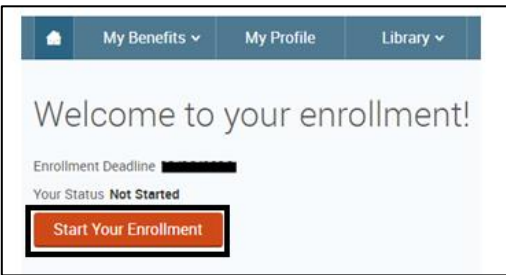 My Benefits My Profile Library
Welcome to your enrollment!
Enrollment Deadline
Your Status Not Started
Start Your Enrollment